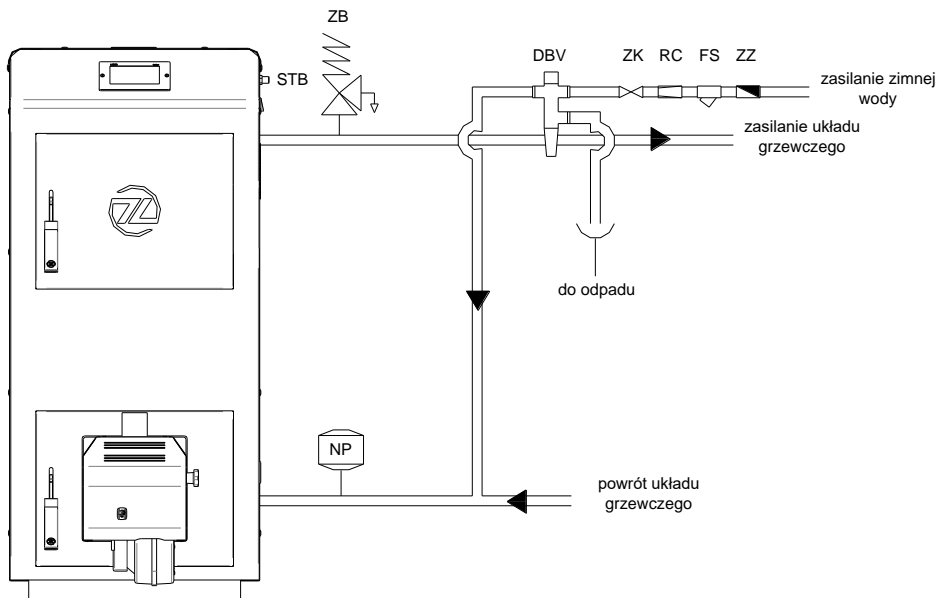 ZB
STB
DBV
ZK
RC
FS
ZZ
zasilanie zimnej
wody
zasilanie układu
grzewczego
do odpadu
NP
powrót układu
grzewczego